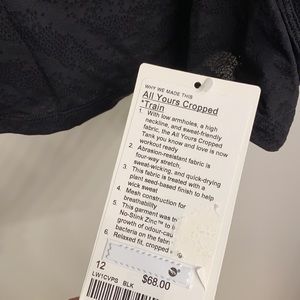 WHY WE MADE THIS
All Yours Cropped
*Train
1. With low armholes, a high
neckline, and sweat-friendly
fabric, the All Yours Cropped
Tank you know and love is now
workout ready
2. Abrasion-resistant fabric is
four-way stretch,
sweat-wicking, and quick-drying
3. This fabric is treated with a
plant seed-based finish to help
wick sweat
4. Mesh construction for
breathability
5. This garment was
No-Stink Zinc™ to
growth of odour-cau
bacteria on the fabri
6. Relaxed fit, cropped
12
$68.00
LW1CVPS BLK